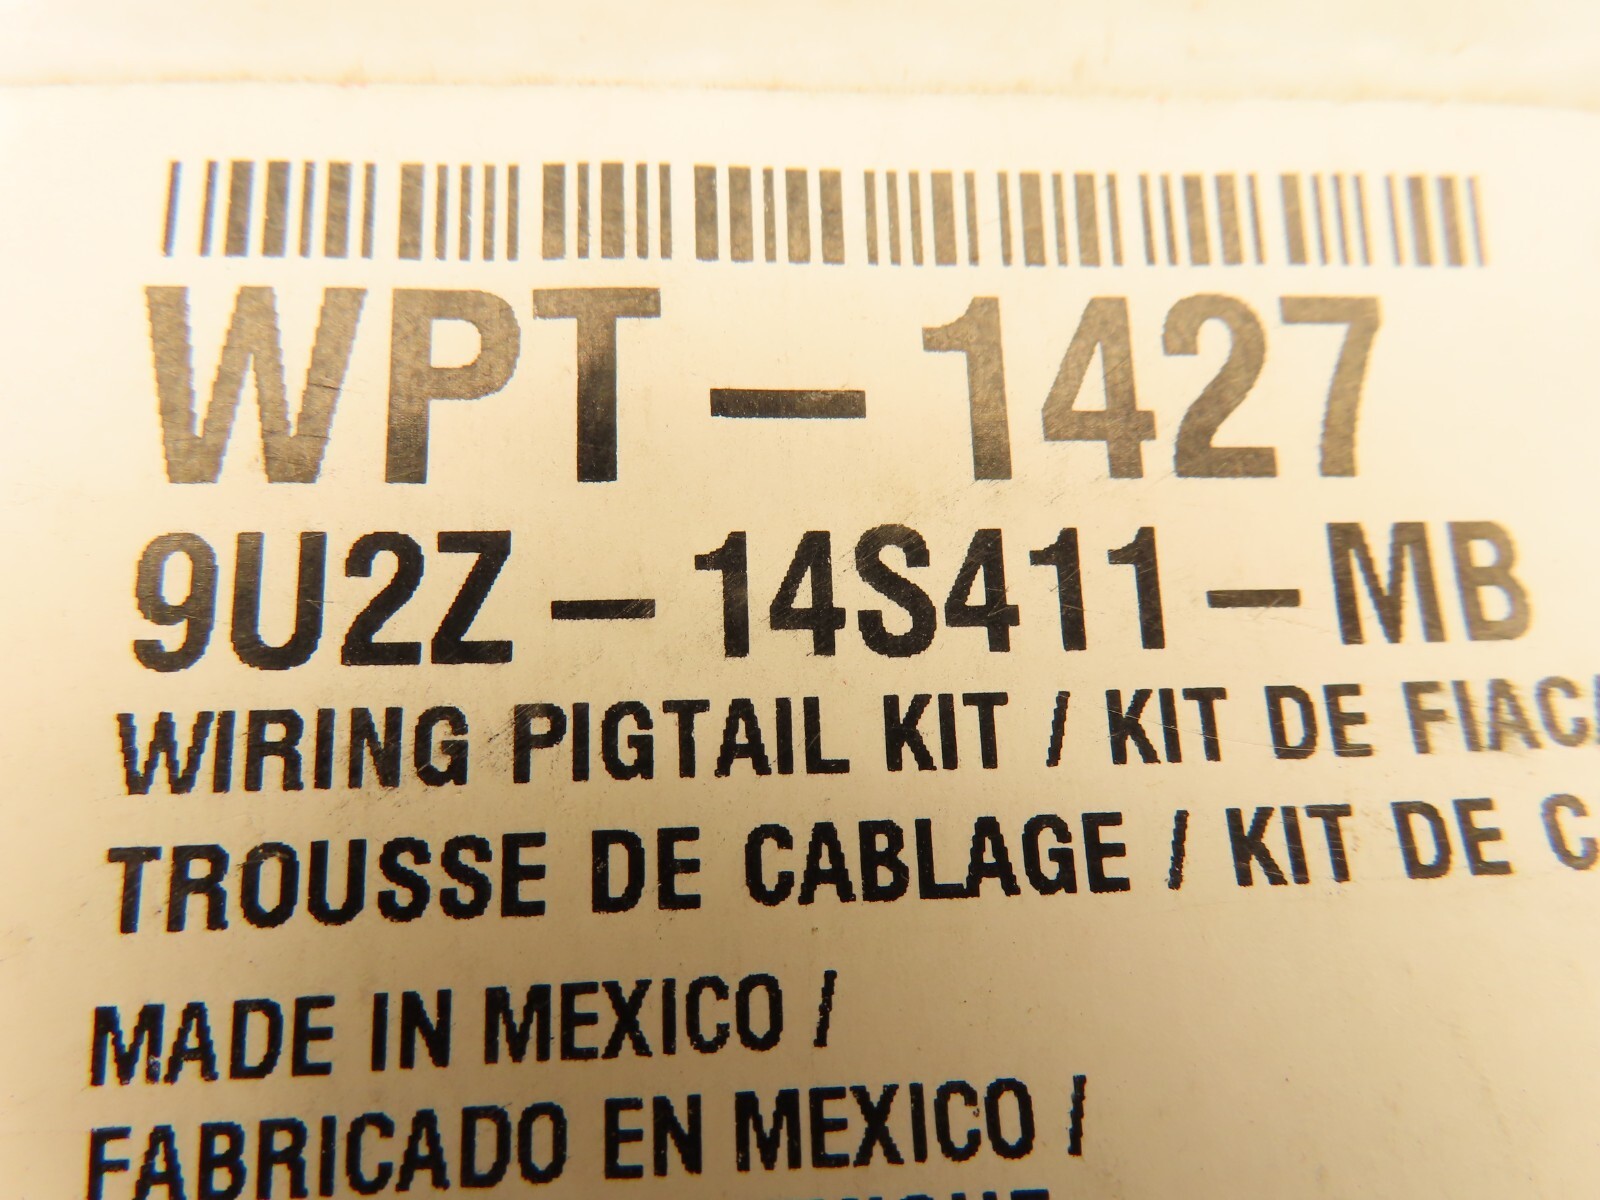 WPT-1427
9U2Z-14S411-MB
WIRING PIGTAIL KIT / KIT DE
TROUSSE DE CABLAGE / KIT DE
MADE IN MEXICO /
FABRICADO EN MEXICO /